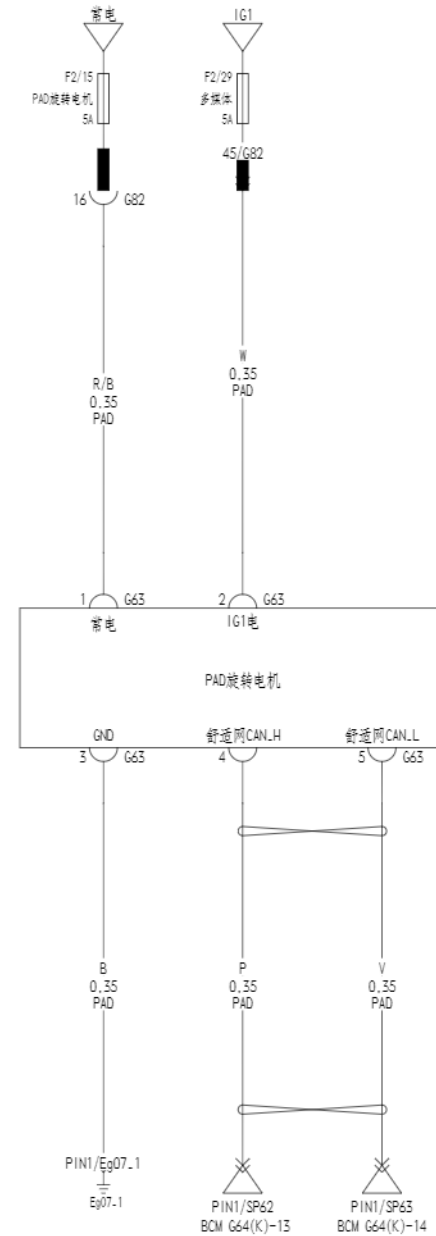 常电
IG1
F2/15
PAD旋转电机
5A
F2/29
多媒体
5A
16
G82
45/G82
R/B
0.35
PAD
W
0.35
PAD
1
G63
2
G63
常电
IG1电
PAD旋转电机
GND
舒适网CAN_H
舒适网CAN_L
3
G63
4
5
G63
B
0.35
PAD
P
0.35
PAD
V
0.35
PAD
PIN1/Eg07_1
Eg07-1
PIN1/SP62
BCM G64(K)-13
PIN1/SP63
BCM G64(K)-14